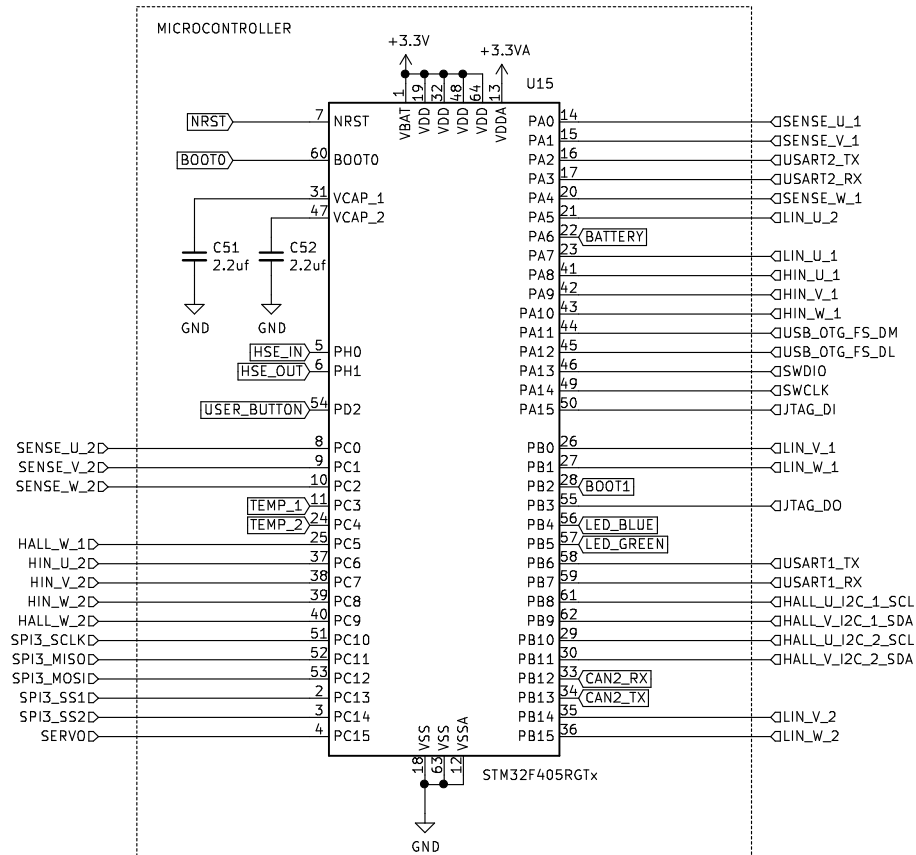 MICROCONTROLLER
+3.3V
+3.3VA
U15
1 19 32 48 64 13
VBAT VDD VDD VDD VDD VDDA
NRST 7 NRST
BOOT0 60 BOOT0
31 VCAP_1
47 VCAP_2
C51 2.2uf
C52 2.2uf
GND
GND
HSE_IN 5 PH0
HSE_OUT 6 PH1
USER_BUTTON 54 PD2
SENSE_U_2 8 PC0
SENSE_V_2 9 PC1
SENSE_W_2 10 PC2
TEMP_1 11 PC3
TEMP_2 24 PC4
HALL_W_1 25 PC5
HIN_U_2 37 PC6
HIN_V_2 38 PC7
HIN_W_2 39 PC8
HALL_W_2 40 PC9
SPI3_SCLK 51 PC10
SPI3_MISO 52 PC11
SPI3_MOSI 53 PC12
SPI3_SS1 2 PC13
SPI3_SS2 3 PC14
SERVO 4 PC15
PA0 14 SENSE_U_1
PA1 15 SENSE_V_1
PA2 16 USART2_TX
PA3 17 USART2_RX
PA4 20 SENSE_W_1
PA5 21 LIN_U_2
PA6 22 BATTERY
PA7 23 LIN_U_1
PA8 41 HIN_U_1
PA9 42 HIN_V_1
PA10 43 HIN_W_1
PA11 44 USB_OTG_FS_DM
PA12 45 USB_OTG_FS_DL
PA13 46 SWDIO
PA14 49 SWCLK
PA15 50 JTAG_DI
PB0 26 LIN_V_1
PB1 27 LIN_W_1
PB2 28 BOOT1
PB3 55 JTAG_DO
PB4 56 LED_BLUE
PB5 57 LED_GREEN
PB6 58 USART1_TX
PB7 59 USART1_RX
PB8 61 HALL_U_I2C_1_SCL
PB9 62 HALL_V_I2C_1_SDA
PB10 29 HALL_U_I2C_2_SCL
PB11 30 HALL_V_I2C_2_SDA
PB12 33 CAN2_RX
PB13 34 CAN2_TX
PB14 35 LIN_V_2
PB15 36 LIN_W_2
VSS VSS VSSA
18 63 12
STM32F405RGTx
GND